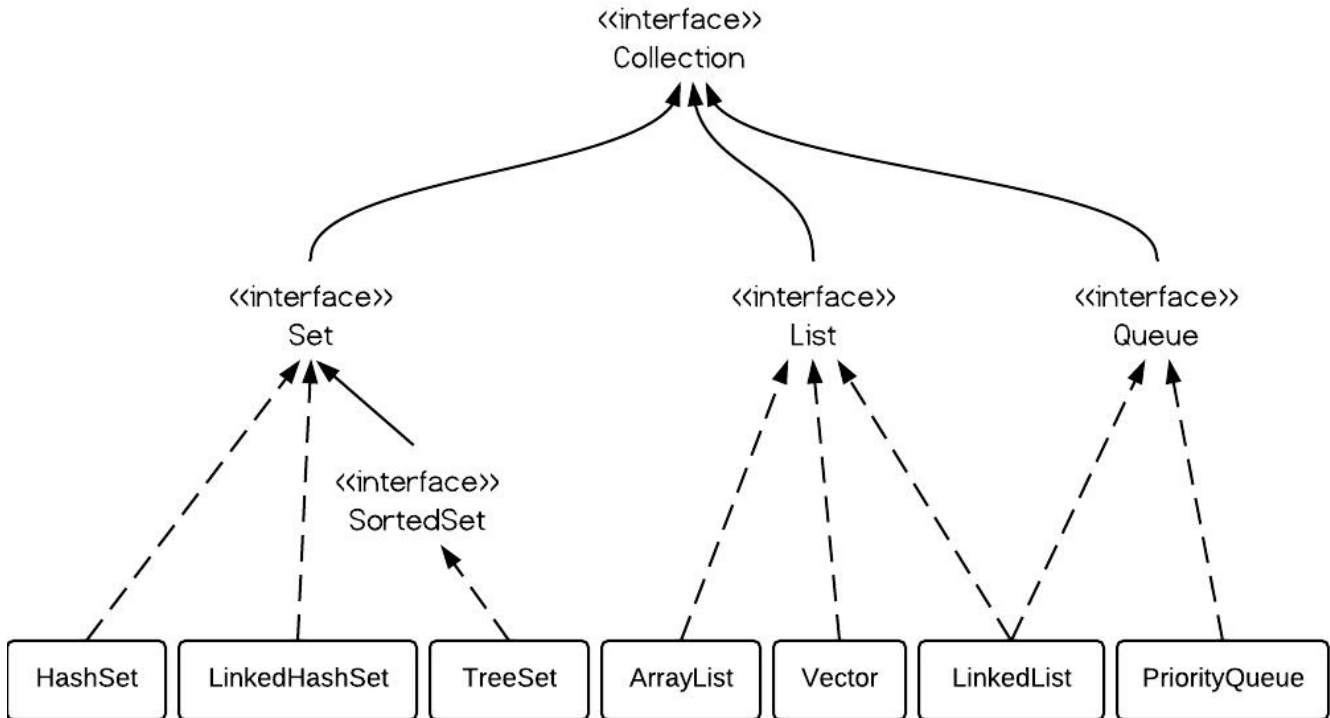 <<interface>>
Collection
<<interface>>
Set
<<interface>>
List
<<interface>>
Queue
<<interface>>
SortedSet
HashSet
LinkedHashSet
TreeSet
ArrayList
Vector
LinkedList
PriorityQueue